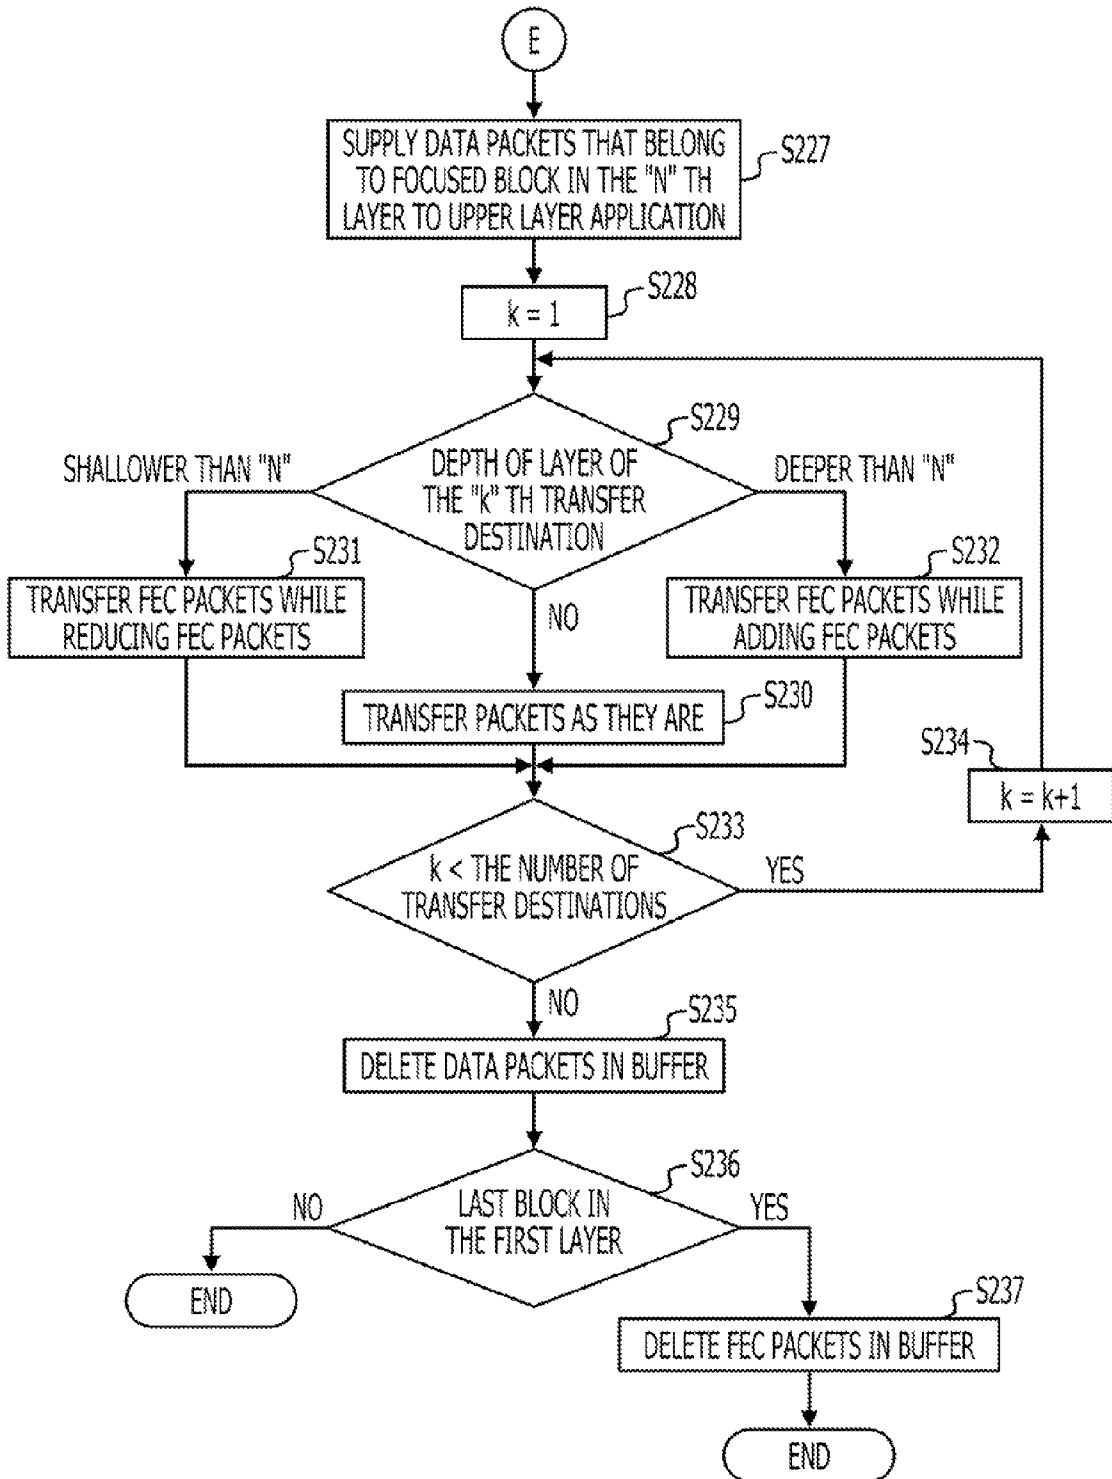 E
SUPPLY DATA PACKETS THAT BELONG
TO FOCUSED BLOCK IN THE "N" TH
LAYER TO UPPER LAYER APPLICATION
S227
S228
k = 1
S229
DEPTH OF LAYER OF
THE "k" TH TRANSFER
DESTINATION
SHALLOWER THAN "N"
DEEPER THAN "N"
S231
TRANSFER FEC PACKETS WHILE
REDUCING FEC PACKETS
NO
S232
TRANSFER FEC PACKETS WHILE
ADDING FEC PACKETS
S230
TRANSFER PACKETS AS THEY ARE
S234
k = k+1
S233
k < THE NUMBER OF
TRANSFER DESTINATIONS
YES
NO
S235
DELETE DATA PACKETS IN BUFFER
S236
LAST BLOCK IN
THE FIRST LAYER
NO
YES
END
S237
DELETE FEC PACKETS IN BUFFER
END